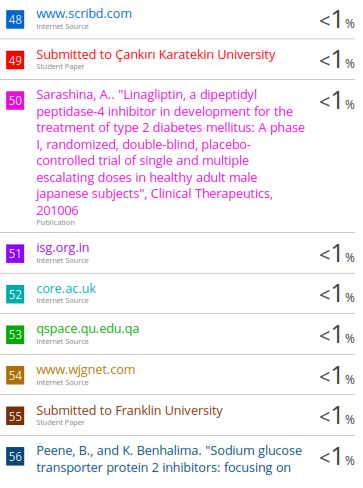 48 www.scribd.com <1%
Internet Source
49 Submitted to Çankırı Karatekin University <1%
Student Paper
50 Sarashina, A.. "Linagliptin, a dipeptidyl <1%
peptidase-4 inhibitor in development for the
treatment of type 2 diabetes mellitus: A phase
I, randomized, double-blind, placebo-
controlled trial of single and multiple
escalating doses in healthy adult male
japanese subjects", Clinical Therapeutics,
201006
Publication
51 isg.org.in <1%
Internet Source
52 core.ac.uk <1%
Internet Source
53 qspace.qu.edu.qa <1%
Internet Source
54 www.wjgnet.com <1%
Internet Source
55 Submitted to Franklin University <1%
Student Paper
56 Peene, B., and K. Benhalima. "Sodium glucose <1%
transporter protein 2 inhibitors: focusing on